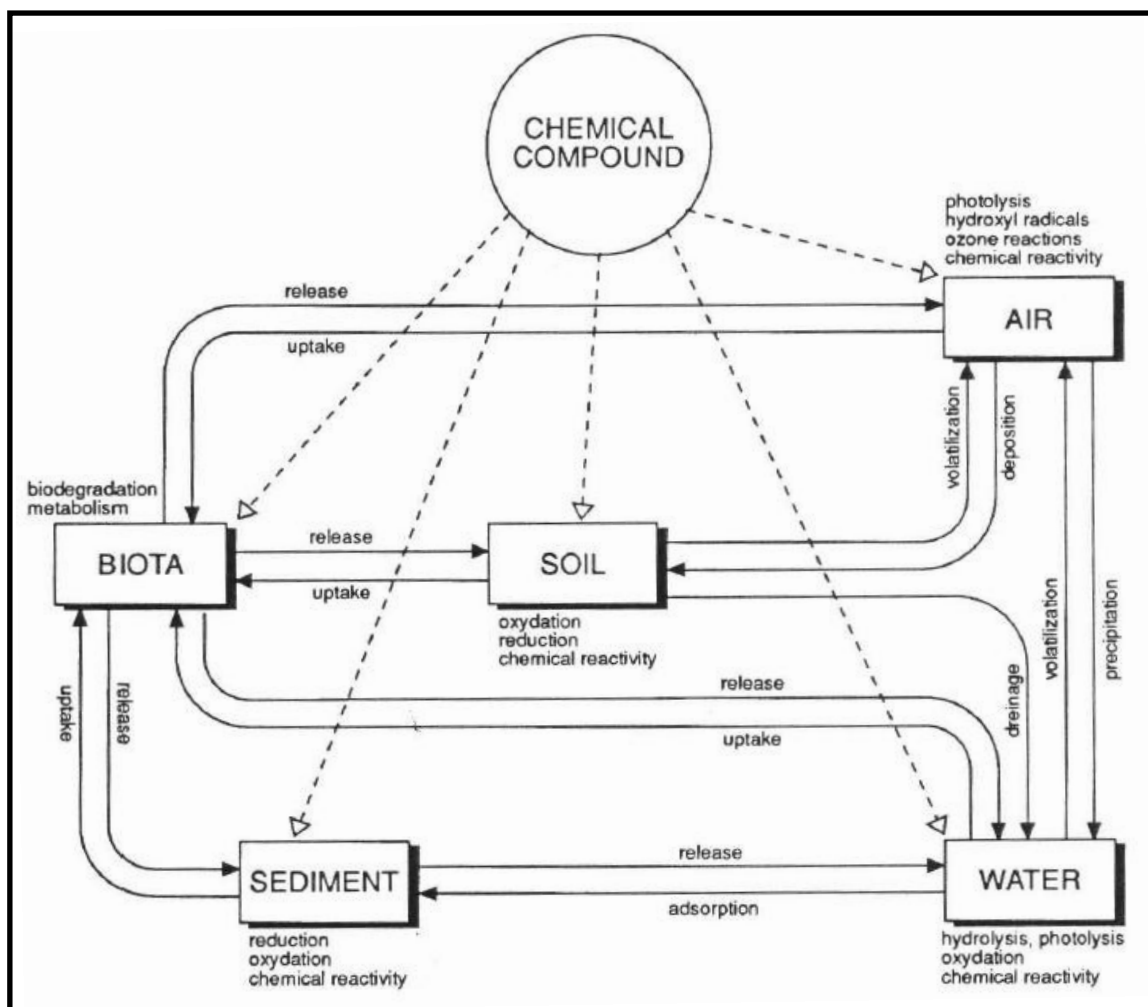 CHEMICAL
COMPOUND
photolysis
hydroxyl radicals
ozone reactions
chemical reactivity
AIR
release
uptake
volatilization
deposition
biodegradation
metabolism
BIOTA
release
uptake
SOIL
oxydation
reduction
chemical reactivity
volatilization
precipitation
dreinage
uptake
release
release
uptake
SEDIMENT
reduction
oxydation
chemical reactivity
release
adsorption
WATER
hydrolysis, photolysis
oxydation
chemical reactivity